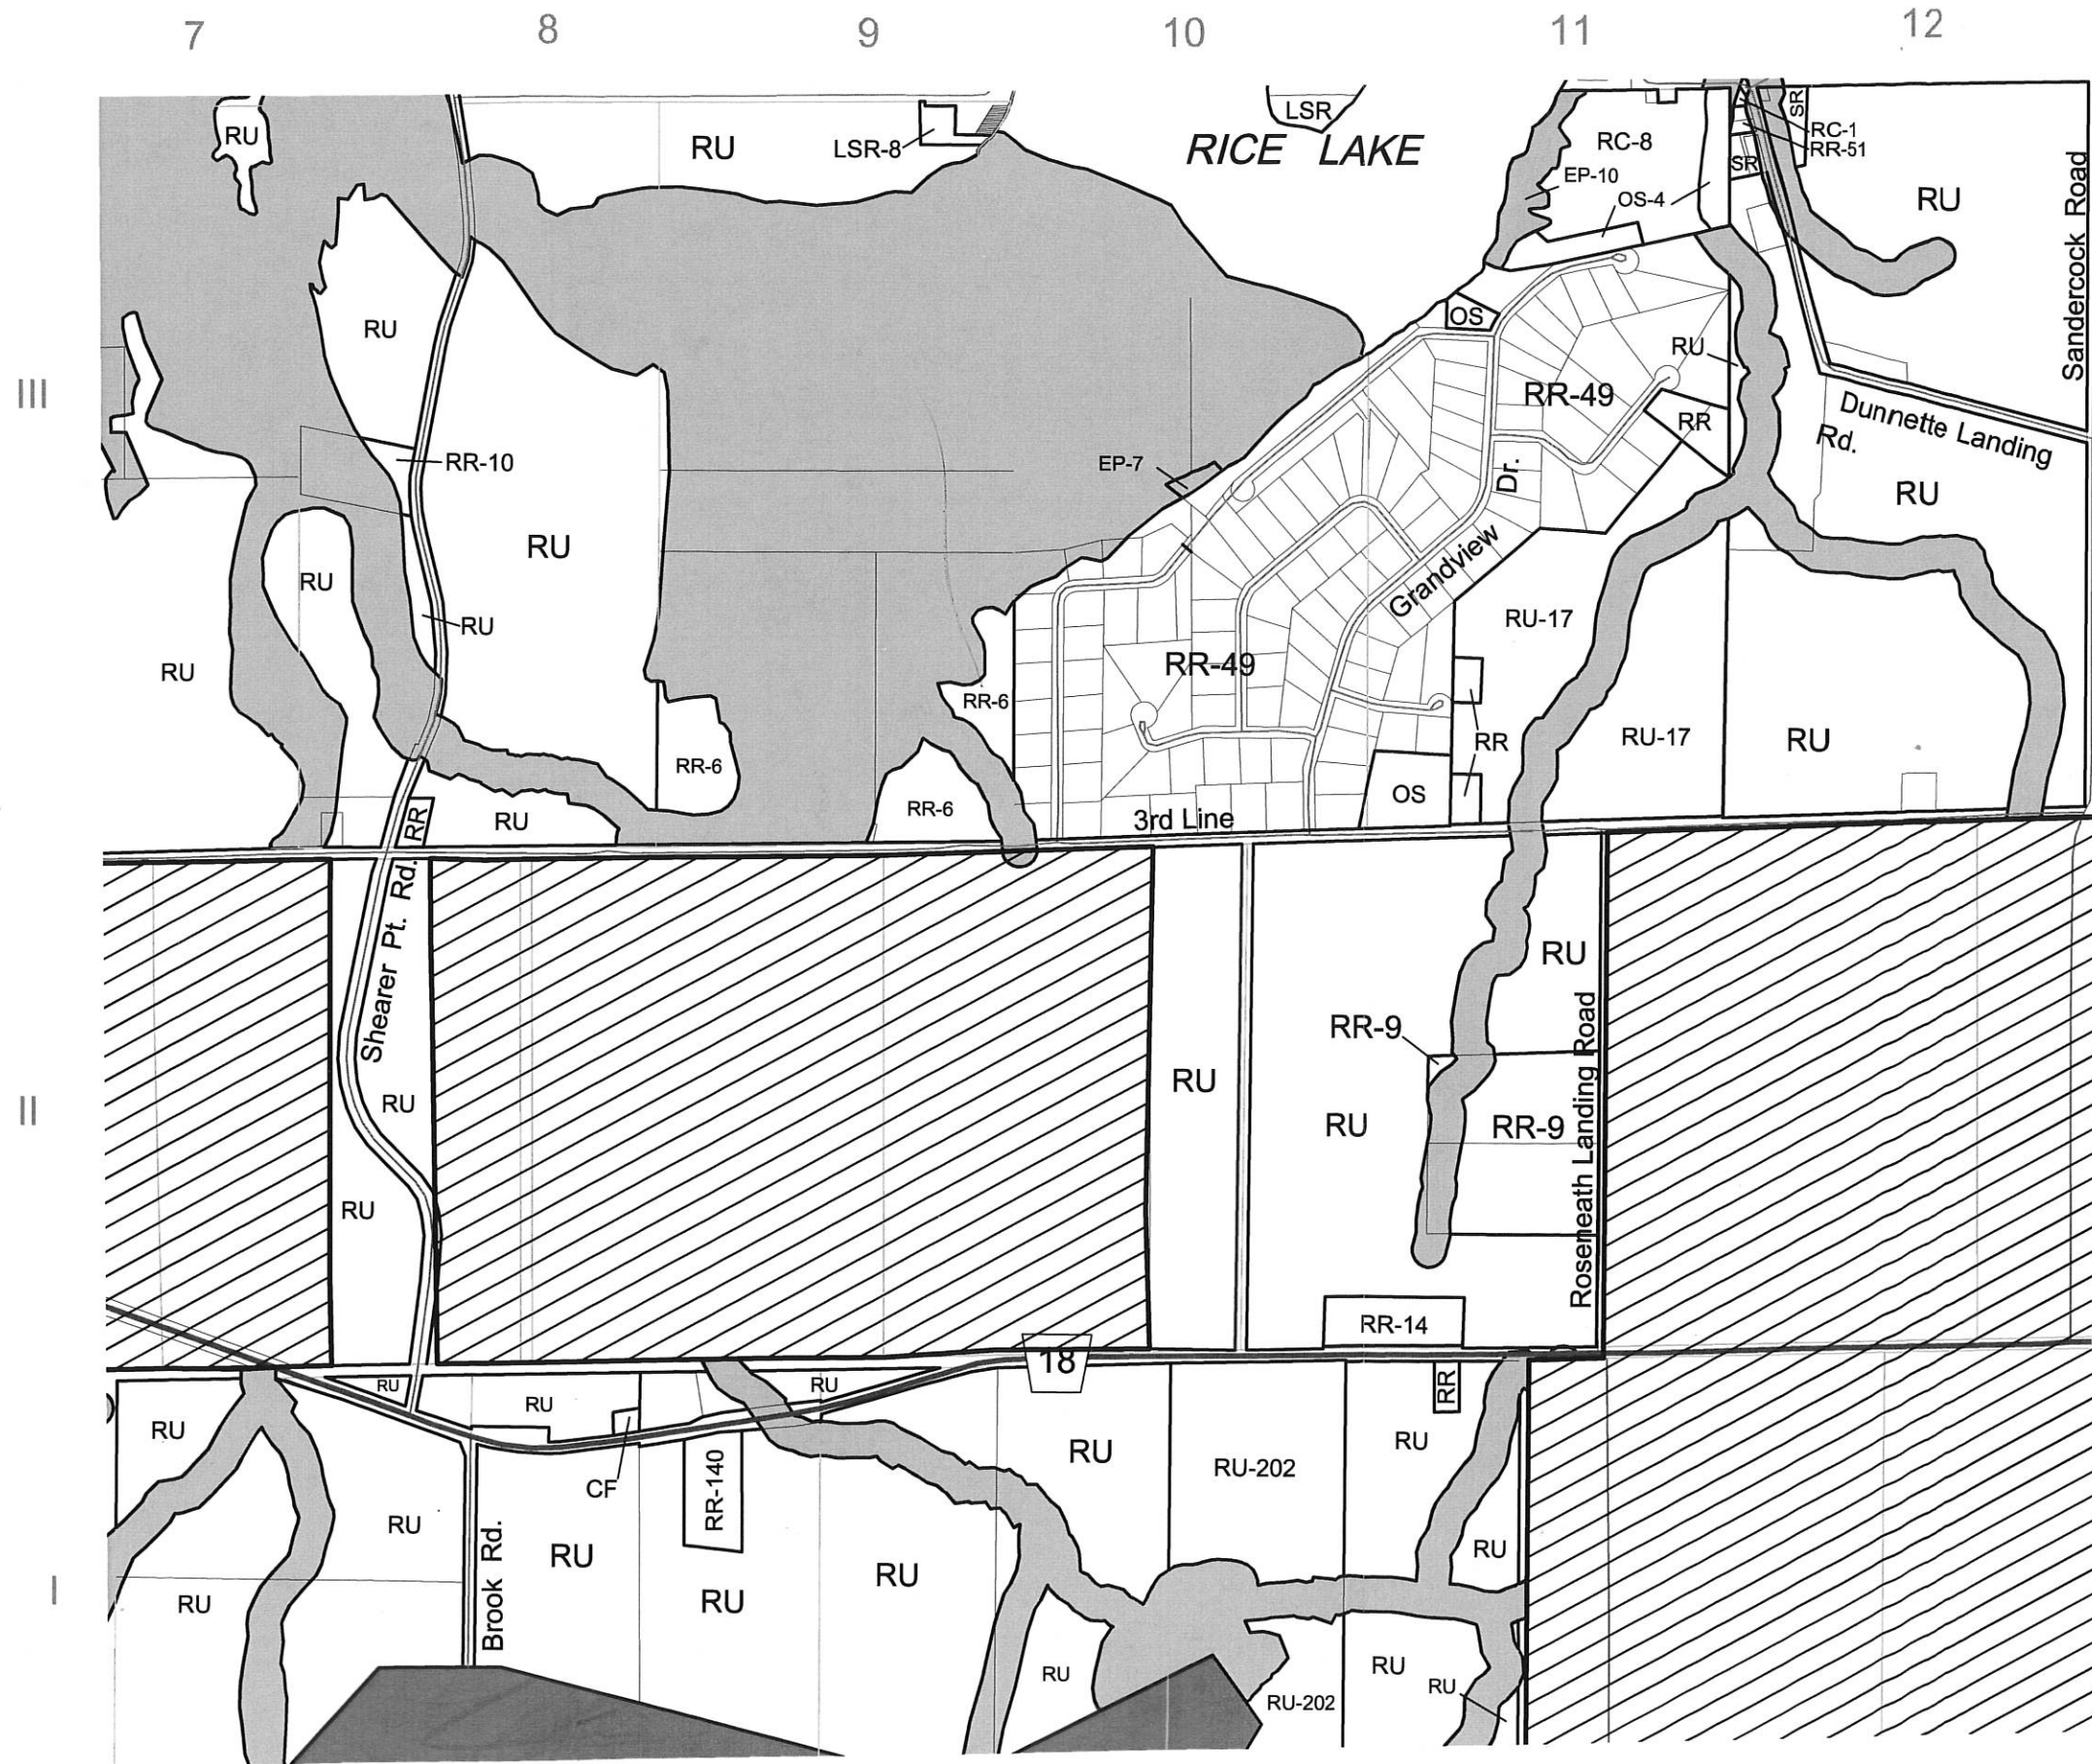 7 8 9 10 11 12
III
II
I
RICE LAKE
RU
RU
LSR-8
LSR
RC-8
EP-10
OS-4
SR
SR
RC-1
RR-51
RU
Sandercock Road
RU
OS
RU
RR-49
RR
Dunnette Landing
Rd.
RR-10
EP-7
Dr.
RU
RU
Grandview
RU
RU-17
RU
RU
RR-49
RR-6
RR-6
RR
RU-17
RU
RR-6
OS
RR
RU
3rd Line
Shearer Pt. Rd.
RU
RR-9
Roseneath Landing Road
RU
RU
RU
RR-9
RU
RR-14
18
RU
RU
RU
RR
RU
RU
RU
RU-202
CF
RR-140
RU
RU
RU
RU
RU
RU
Brook Rd.
RU
RU
RU
RU-202
RU